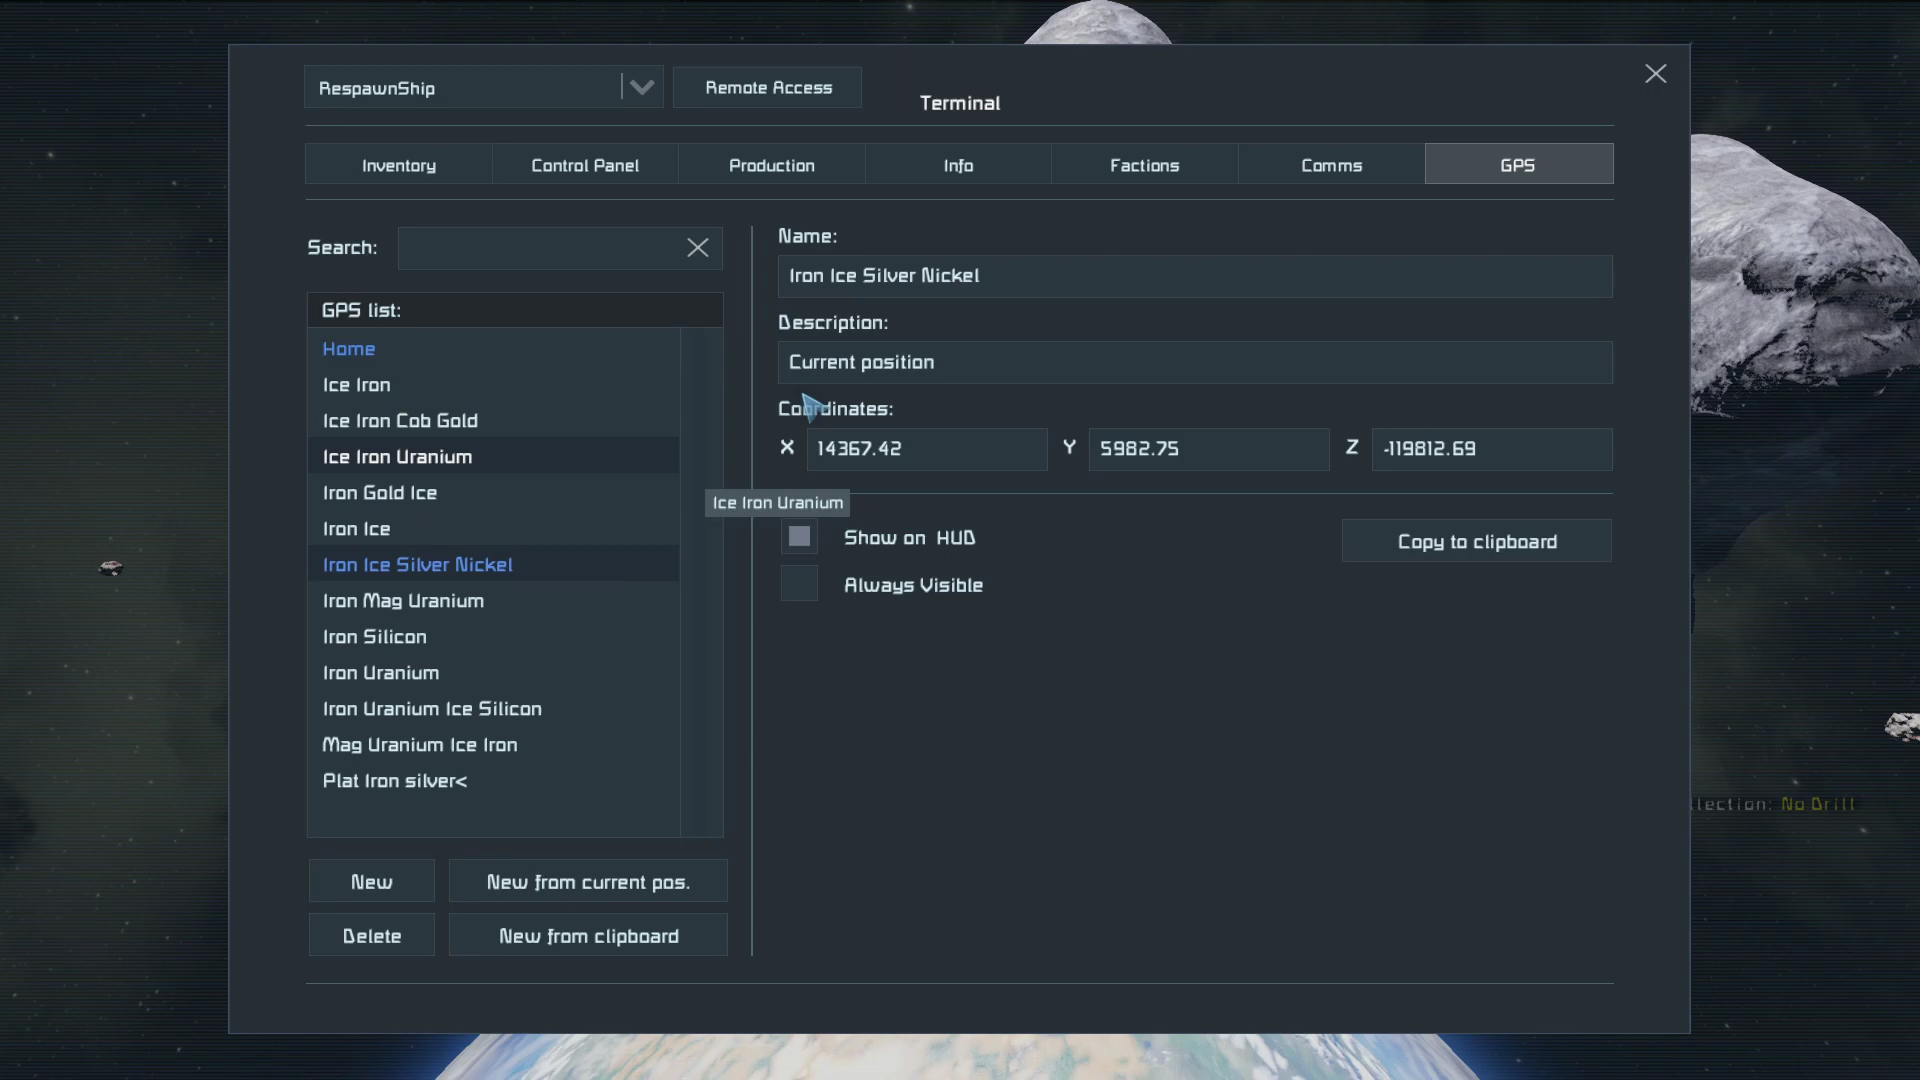 RespawnShip
Remote Access
Terminal
Inventory
Control Panel
Production
Info
Factions
Comms
GPS
Search:
GPS list:
Home
Ice Iron
Ice Iron Cob Gold
Ice Iron Uranium
Iron Gold Ice
Iron Ice
Iron Ice Silver Nickel
Iron Mag Uranium
Iron Silicon
Iron Uranium
Iron Uranium Ice Silicon
Mag Uranium Ice Iron
Plat Iron silver<
New
New from current pos.
Delete
New from clipboard
Name:
Iron Ice Silver Nickel
Description:
Current position
Coordinates:
X 14367.42 Y 5982.75 Z -119812.69
Ice Iron Uranium
Show on HUD
Copy to clipboard
Always Visible
lection: No Drill